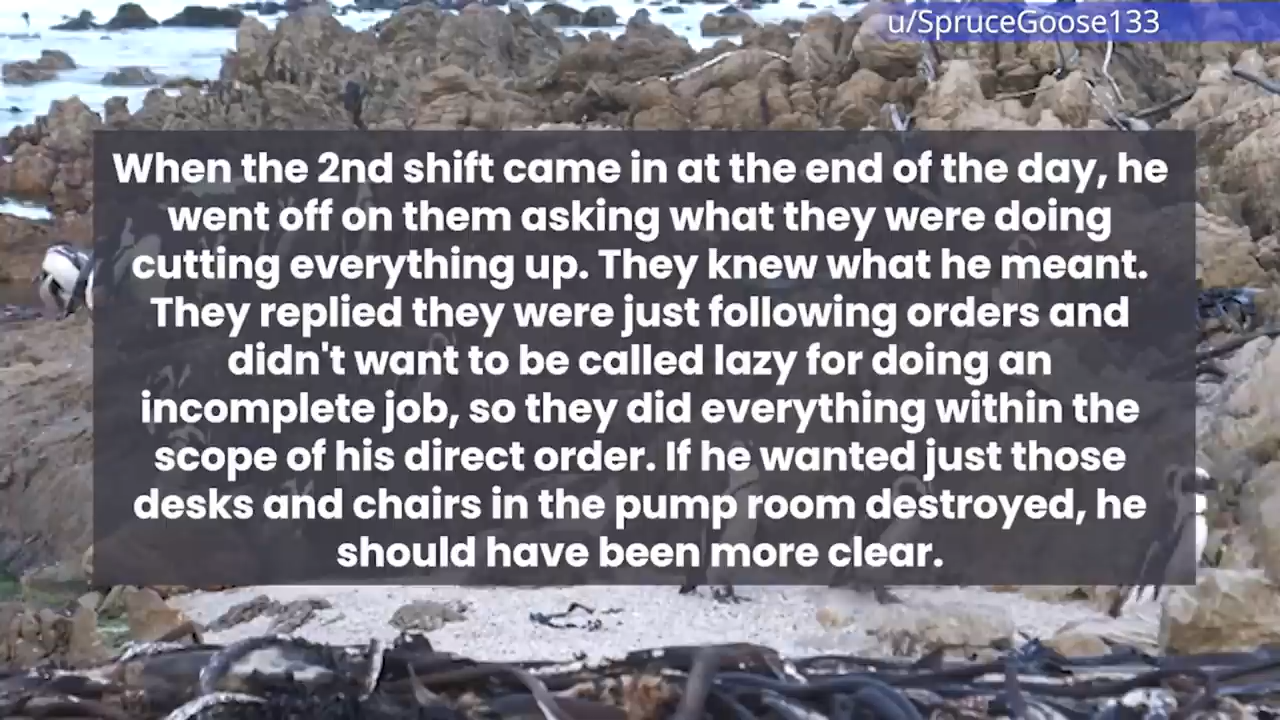 u/SpruceGoose133
When the 2nd shift came in at the end of the day, he
went off on them asking what they were doing
cutting everything up. They knew what he meant.
They replied they were just following orders and
didn't want to be called lazy for doing an
incomplete job, so they did everything within the
scope of his direct order. If he wanted just those
desks and chairs in the pump room destroyed, he
should have been more clear.